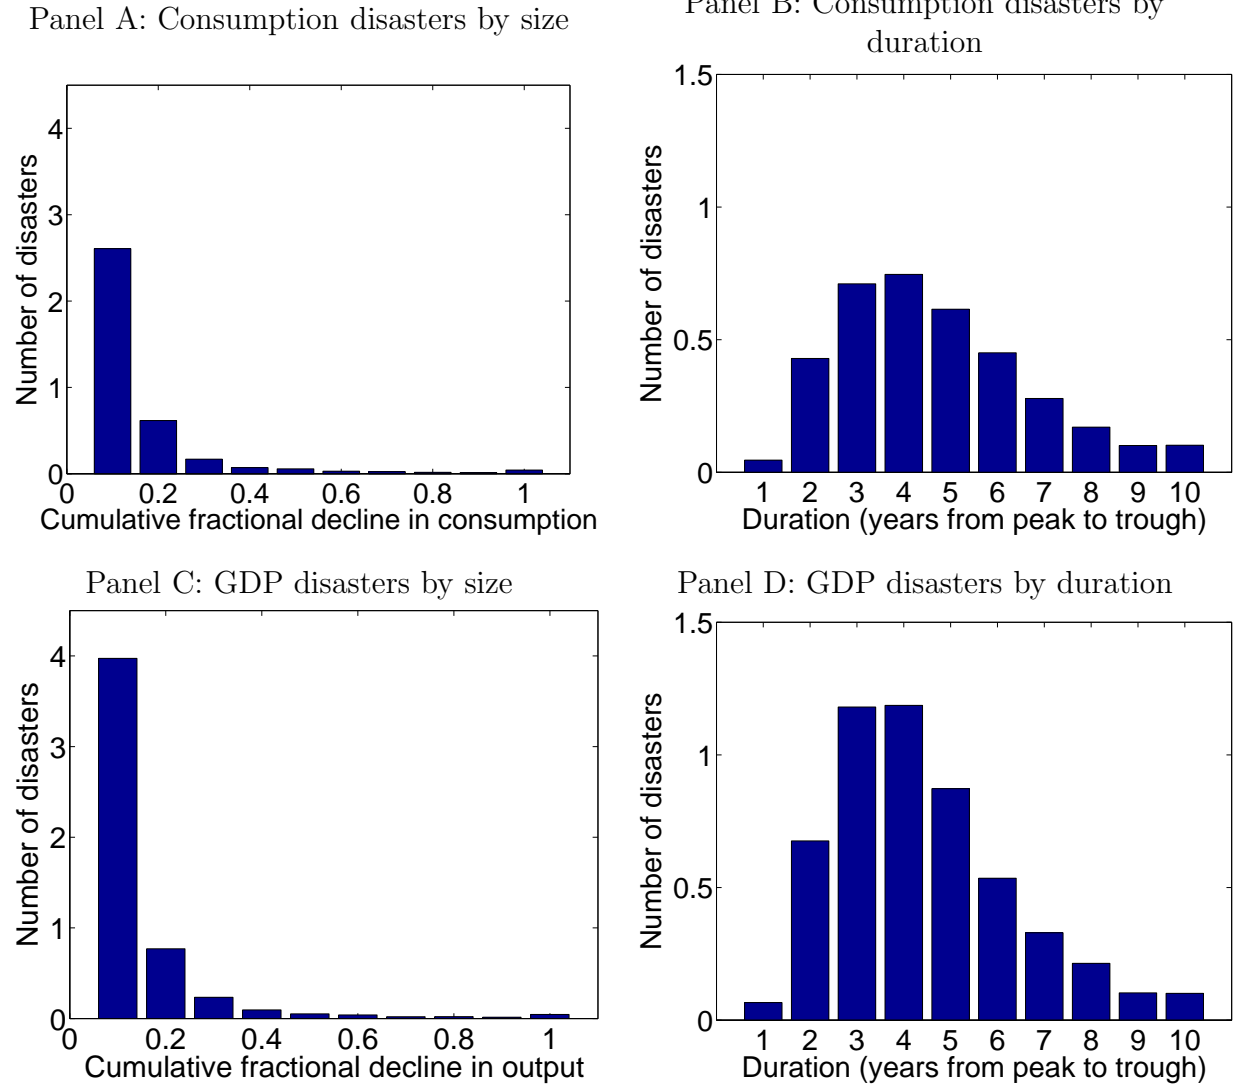 Panel A: Consumption disasters by size
4
3
2
1
0
Number of disasters
0 0.2 0.4 0.6 0.8 1
Cumulative fractional decline in consumption
Panel B: Consumption disasters by
duration
1.5
1
0.5
0
Number of disasters
1 2 3 4 5 6 7 8 9 10
Duration (years from peak to trough)
Panel C: GDP disasters by size
4
3
2
1
0
Number of disasters
0 0.2 0.4 0.6 0.8 1
Cumulative fractional decline in output
Panel D: GDP disasters by duration
1.5
1
0.5
0
Number of disasters
1 2 3 4 5 6 7 8 9 10
Duration (years from peak to trough)